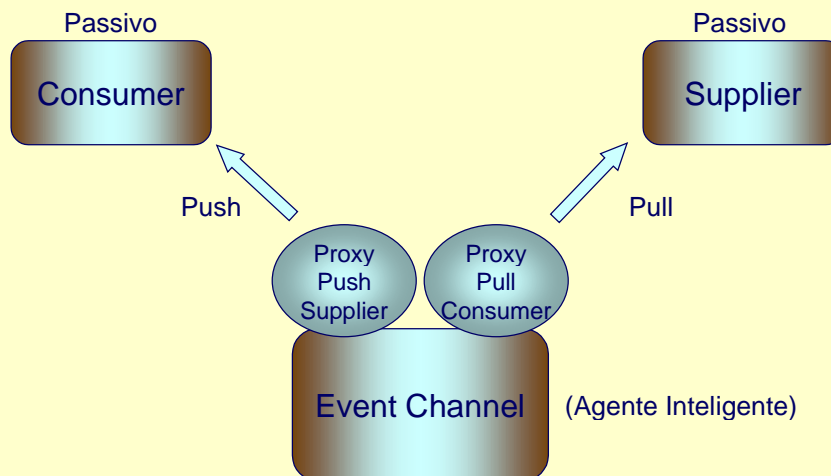 Passivo
Consumer
Passivo
Supplier
Push
Pull
Proxy
Push
Supplier
Proxy
Pull
Consumer
Event Channel
(Agente Inteligente)